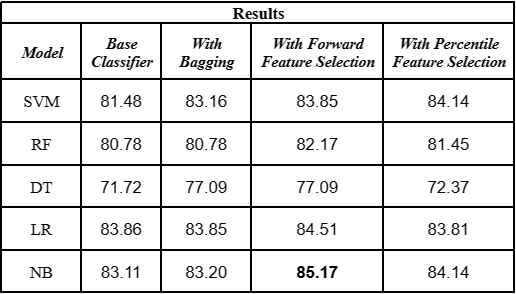 Results
Model Base Classifier With Bagging With Forward Feature Selection With Percentile Feature Selection
SVM 81.48 83.16 83.85 84.14
RF 80.78 80.78 82.17 81.45
DT 71.72 77.09 77.09 72.37
LR 83.86 83.85 84.51 83.81
NB 83.11 83.20 85.17 84.14